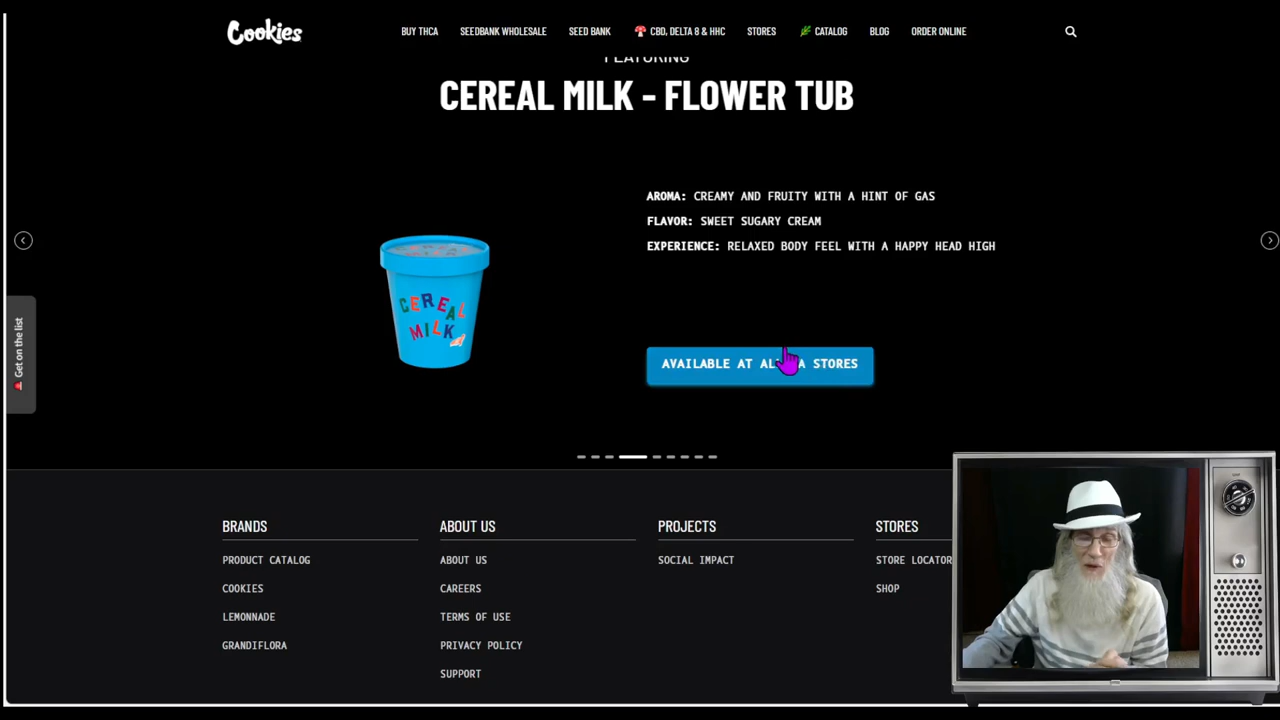 Cookies
BUY THCA
SEEDBANK WHOLESALE
SEED BANK
CBD, DELTA 8 & HHC
STORES
CATALOG
BLOG
ORDER ONLINE
FEATURING
CEREAL MILK - FLOWER TUB
AROMA: CREAMY AND FRUITY WITH A HINT OF GAS
FLAVOR: SWEET SUGARY CREAM
EXPERIENCE: RELAXED BODY FEEL WITH A HAPPY HEAD HIGH
CEREAL
MILK
Get on the list
AVAILABLE AT STORES
BRANDS
PRODUCT CATALOG
COOKIES
LEMONNADE
GRANDIFLORA
ABOUT US
ABOUT US
CAREERS
TERMS OF USE
PRIVACY POLICY
SUPPORT
PROJECTS
SOCIAL IMPACT
STORES
STORE LOCATOR
SHOP